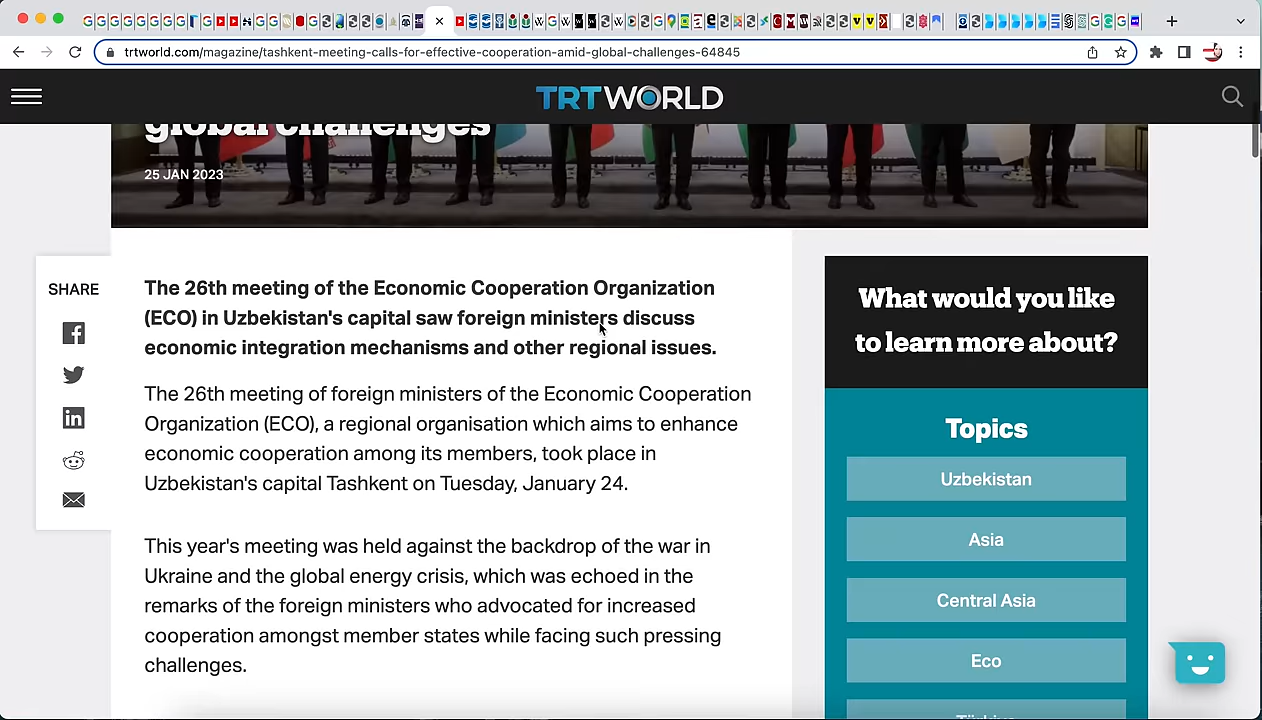 trtworld.com/magazine/tashkent-meeting-calls-for-effective-cooperation-amid-global-challenges-64845
TRTWORLD
global challenges
25 JAN 2023
SHARE
The 26th meeting of the Economic Cooperation Organization
(ECO) in Uzbekistan's capital saw foreign ministers discuss
economic integration mechanisms and other regional issues.
The 26th meeting of foreign ministers of the Economic Cooperation
Organization (ECO), a regional organisation which aims to enhance
economic cooperation among its members, took place in
Uzbekistan's capital Tashkent on Tuesday, January 24.
This year's meeting was held against the backdrop of the war in
Ukraine and the global energy crisis, which was echoed in the
remarks of the foreign ministers who advocated for increased
cooperation amongst member states while facing such pressing
challenges.
What would you like
to learn more about?
Topics
Uzbekistan
Asia
Central Asia
Eco
Türkiye